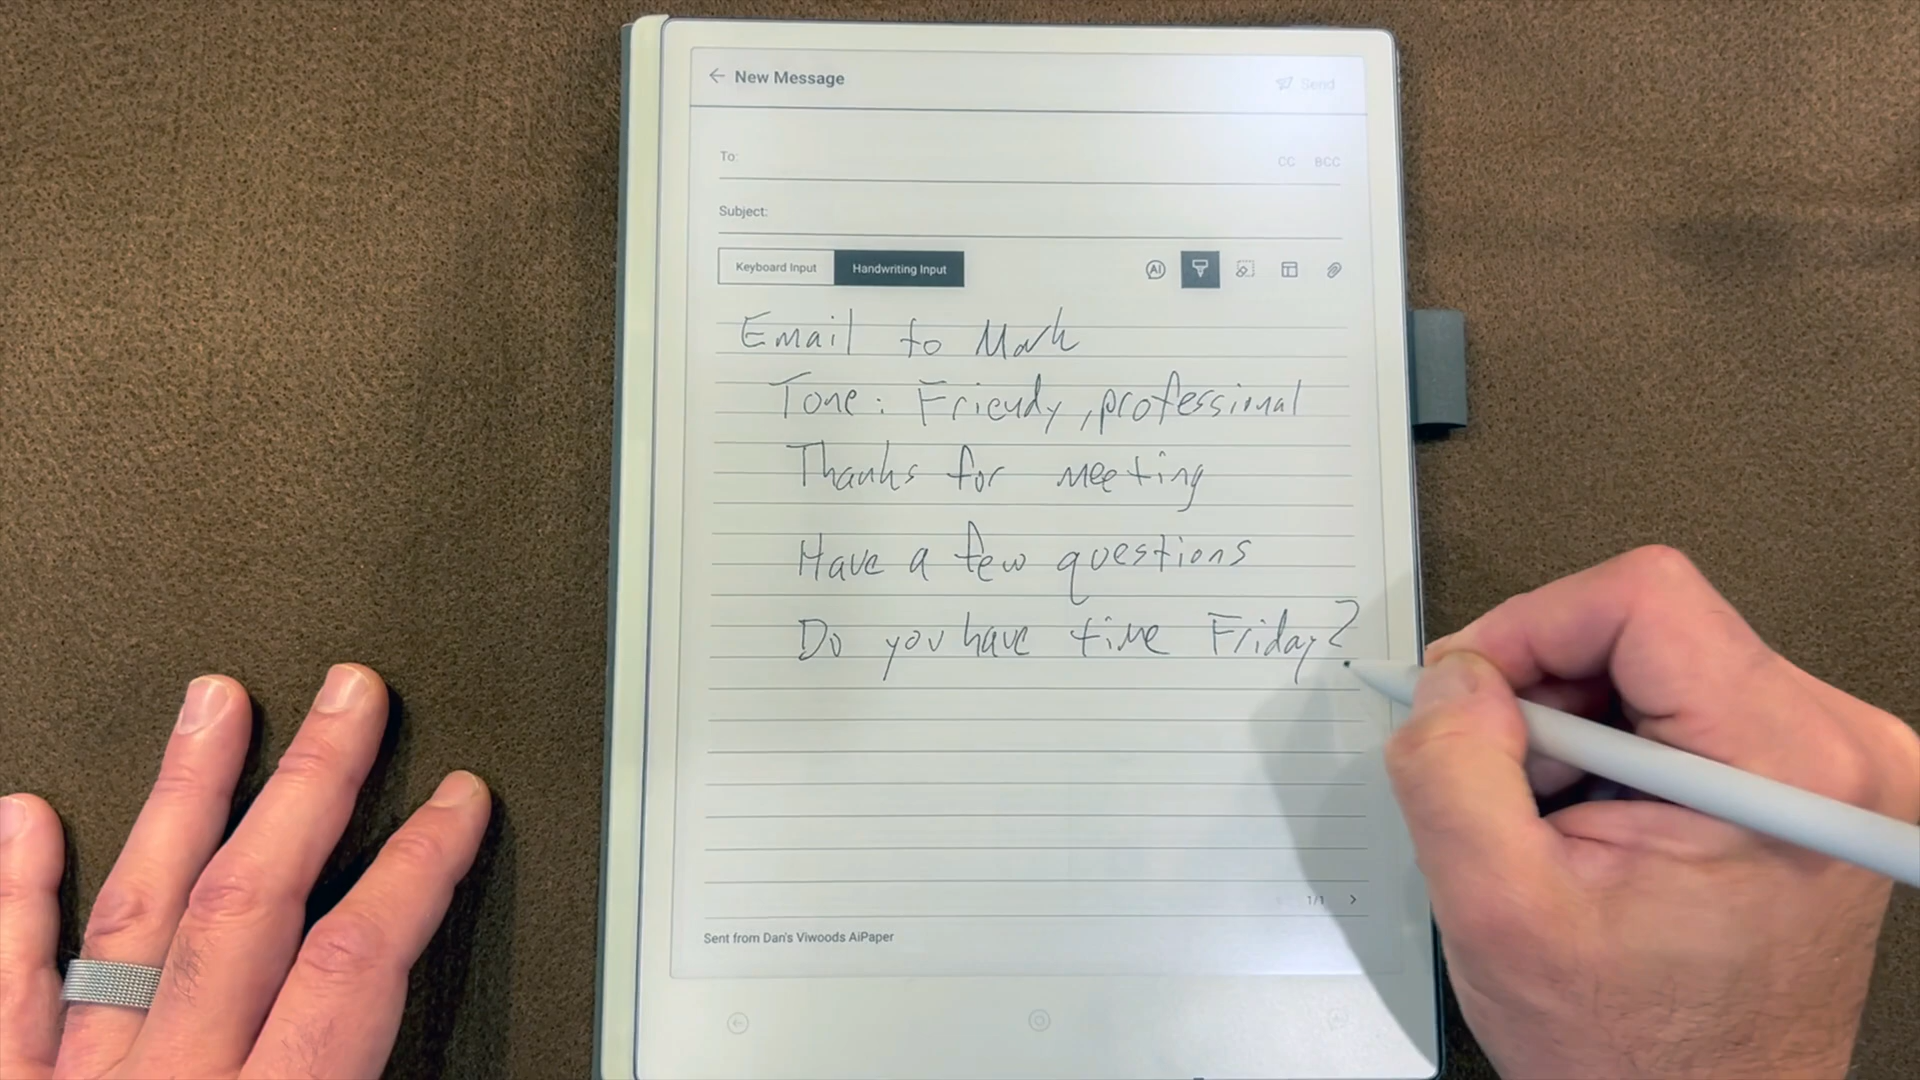 New Message
Send
To:
CC BCC
Subject:
Keyboard Input Handwriting Input
AI
Email to Mark
Tone: Friendy, professional
Thanks for meeting
Have a few questions
Do you have time Friday?
1/1
Sent from Dan's Viwoods AiPaper